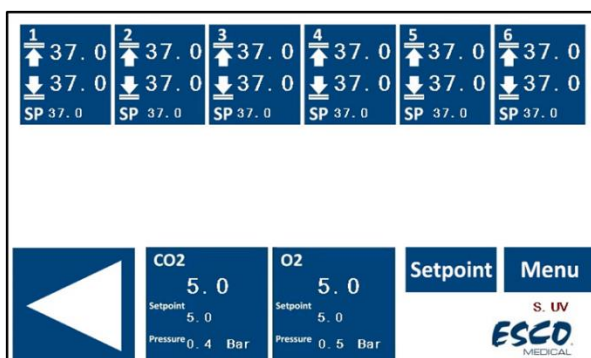 1 2 3 4 5 6
37.0 37.0 37.0 37.0 37.0 37.0
37.0 37.0 37.0 37.0 37.0 37.0
SP 37.0 SP 37.0 SP 37.0 SP 37.0 SP 37.0 SP 37.0
CO2
5.0
Setpoint
5.0
Pressure 0.4 Bar
O2
5.0
Setpoint
5.0
Pressure 0.5 Bar
Setpoint
Menu
S. UV
ESCO
MEDICAL